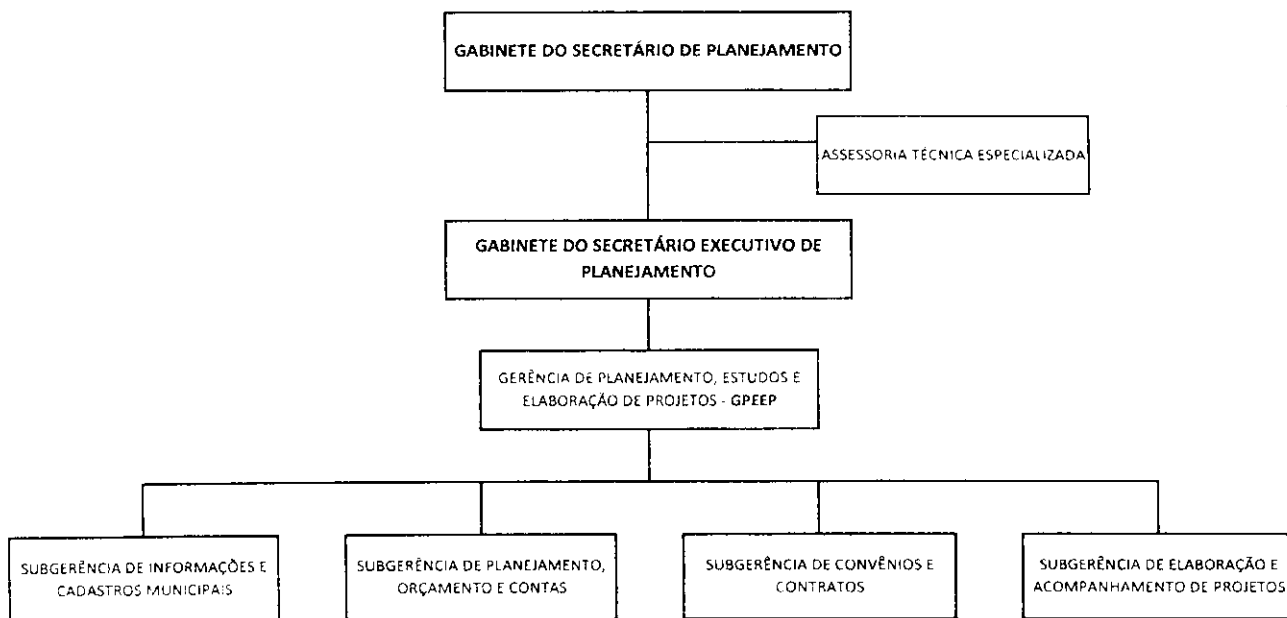 GABINETE DO SECRETÁRIO DE PLANEJAMENTO
ASSESSORIA TÉCNICA ESPECIALIZADA
GABINETE DO SECRETÁRIO EXECUTIVO DE
PLANEJAMENTO
GERÊNCIA DE PLANEJAMENTO, ESTUDOS E
ELABORAÇÃO DE PROJETOS - GPEEP
SUBGERÊNCIA DE INFORMAÇÕES E
CADASTROS MUNICIPAIS
SUBGERÊNCIA DE PLANEJAMENTO,
ORÇAMENTO E CONTAS
SUBGERÊNCIA DE CONVÊNIOS E
CONTRATOS
SUBGERÊNCIA DE ELABORAÇÃO E
ACOMPANHAMENTO DE PROJETOS